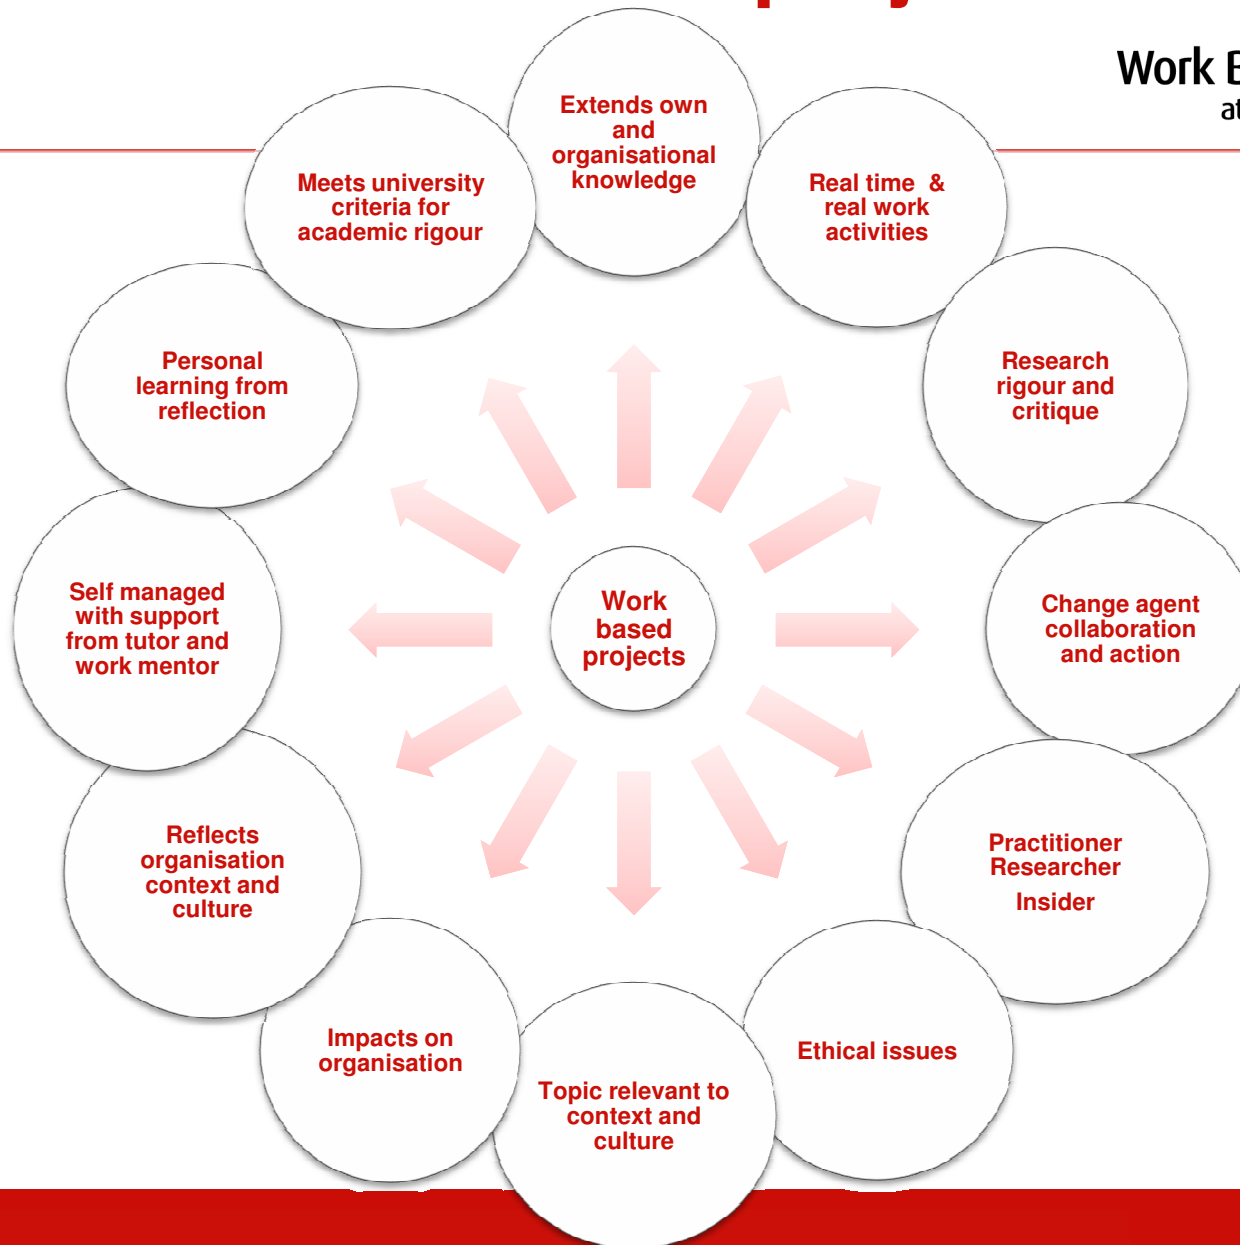 Work
Extends own
and
organisational
knowledge
Meets university
criteria for
academic rigour
Real time & 
real work
activities
Personal
learning from
reflection
Research
rigour and
critique
Self managed
with support
from tutor and
work mentor
Work
based
projects
Change agent
collaboration
and action
Reflects
organisation
context and
culture
Practitioner
Researcher
Insider
Impacts on
organisation
Ethical issues
Topic relevant to
context and
culture